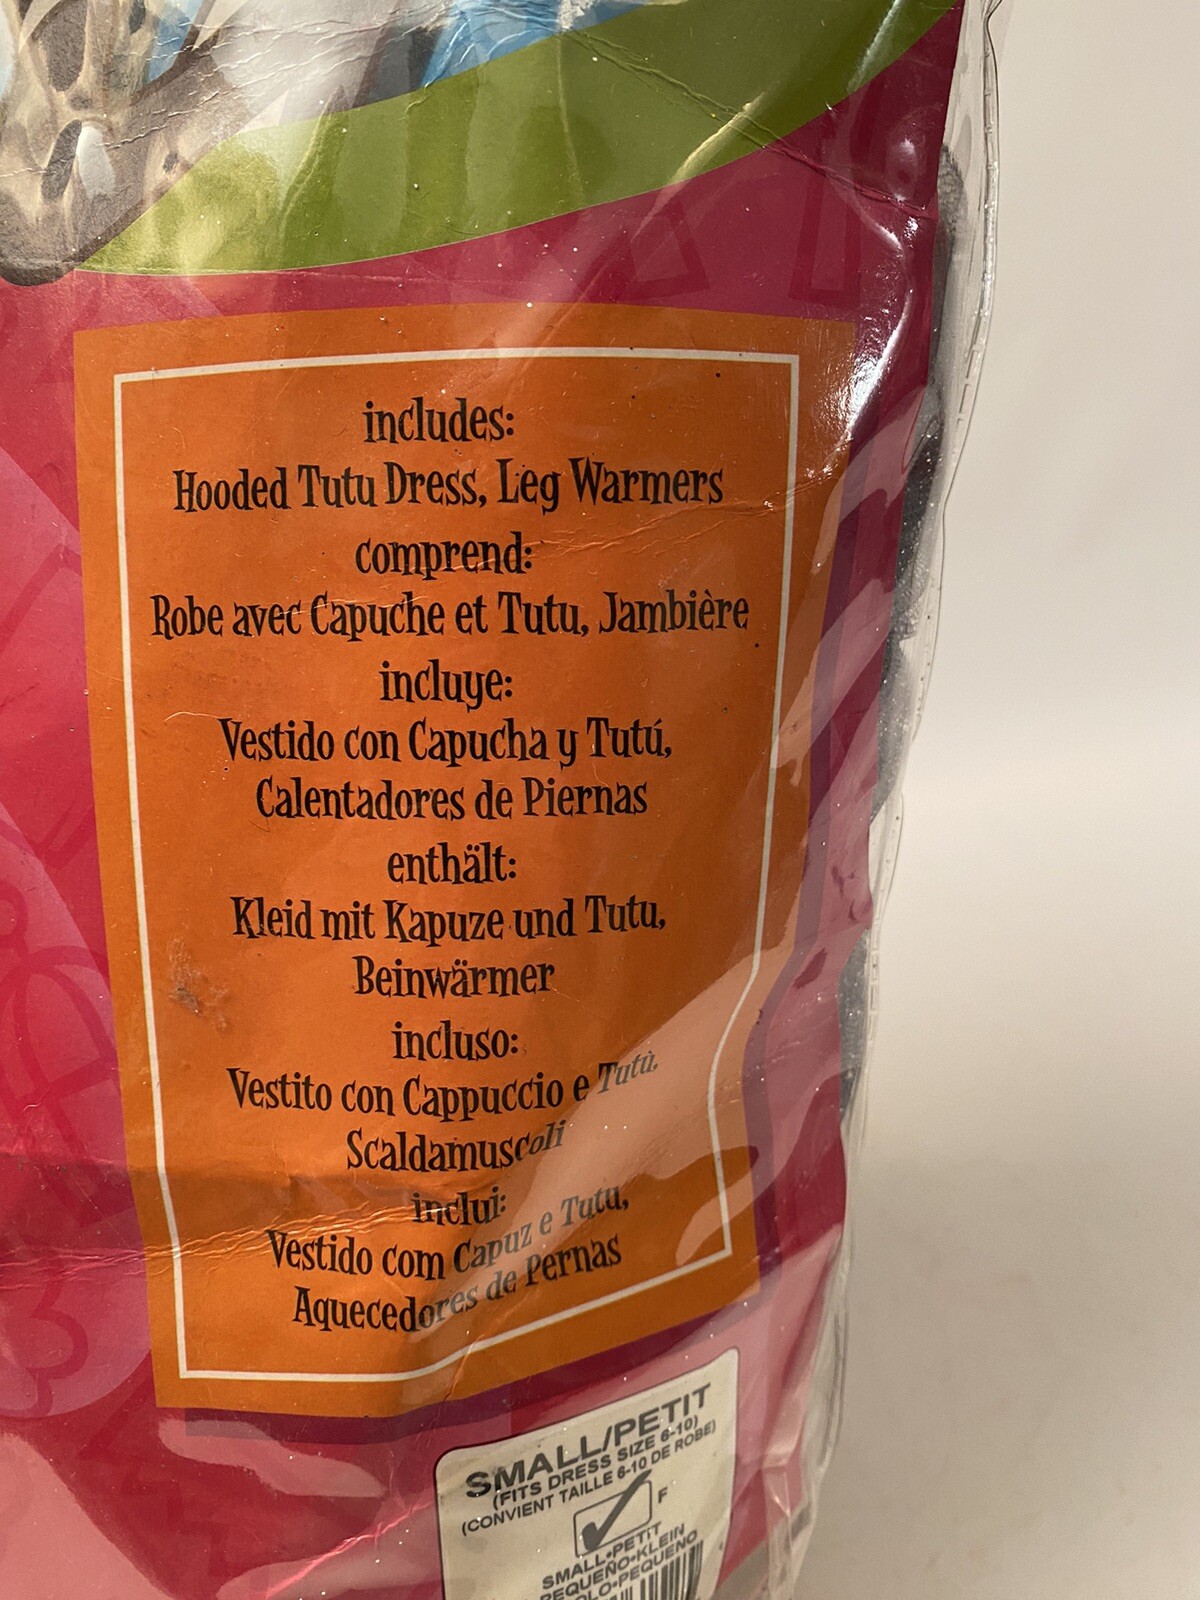 includes:
Hooded Tutu Dress, Leg Warmers
comprend:
Robe avec Capuche et Tutu, Jambière
incluye:
Vestido con Capucha y Tutú,
Calentadores de Piernas
enthält:
Kleid mit Kapuze und Tutu,
Beinwärmer
incluso:
Vestito con Cappuccio e Tutù,
Scaldamuscoli
inclui:
Vestido com Capuz e Tutu,
Aquecedores de Pernas
SMALL/PETIT
(FITS DRESS SIZE 6-10)
(CONVIENT TAILLE 6-10 DE ROBE)
F
SMALL•PETIT
PEQUEÑO•KLEIN
OLO•PEQUENO